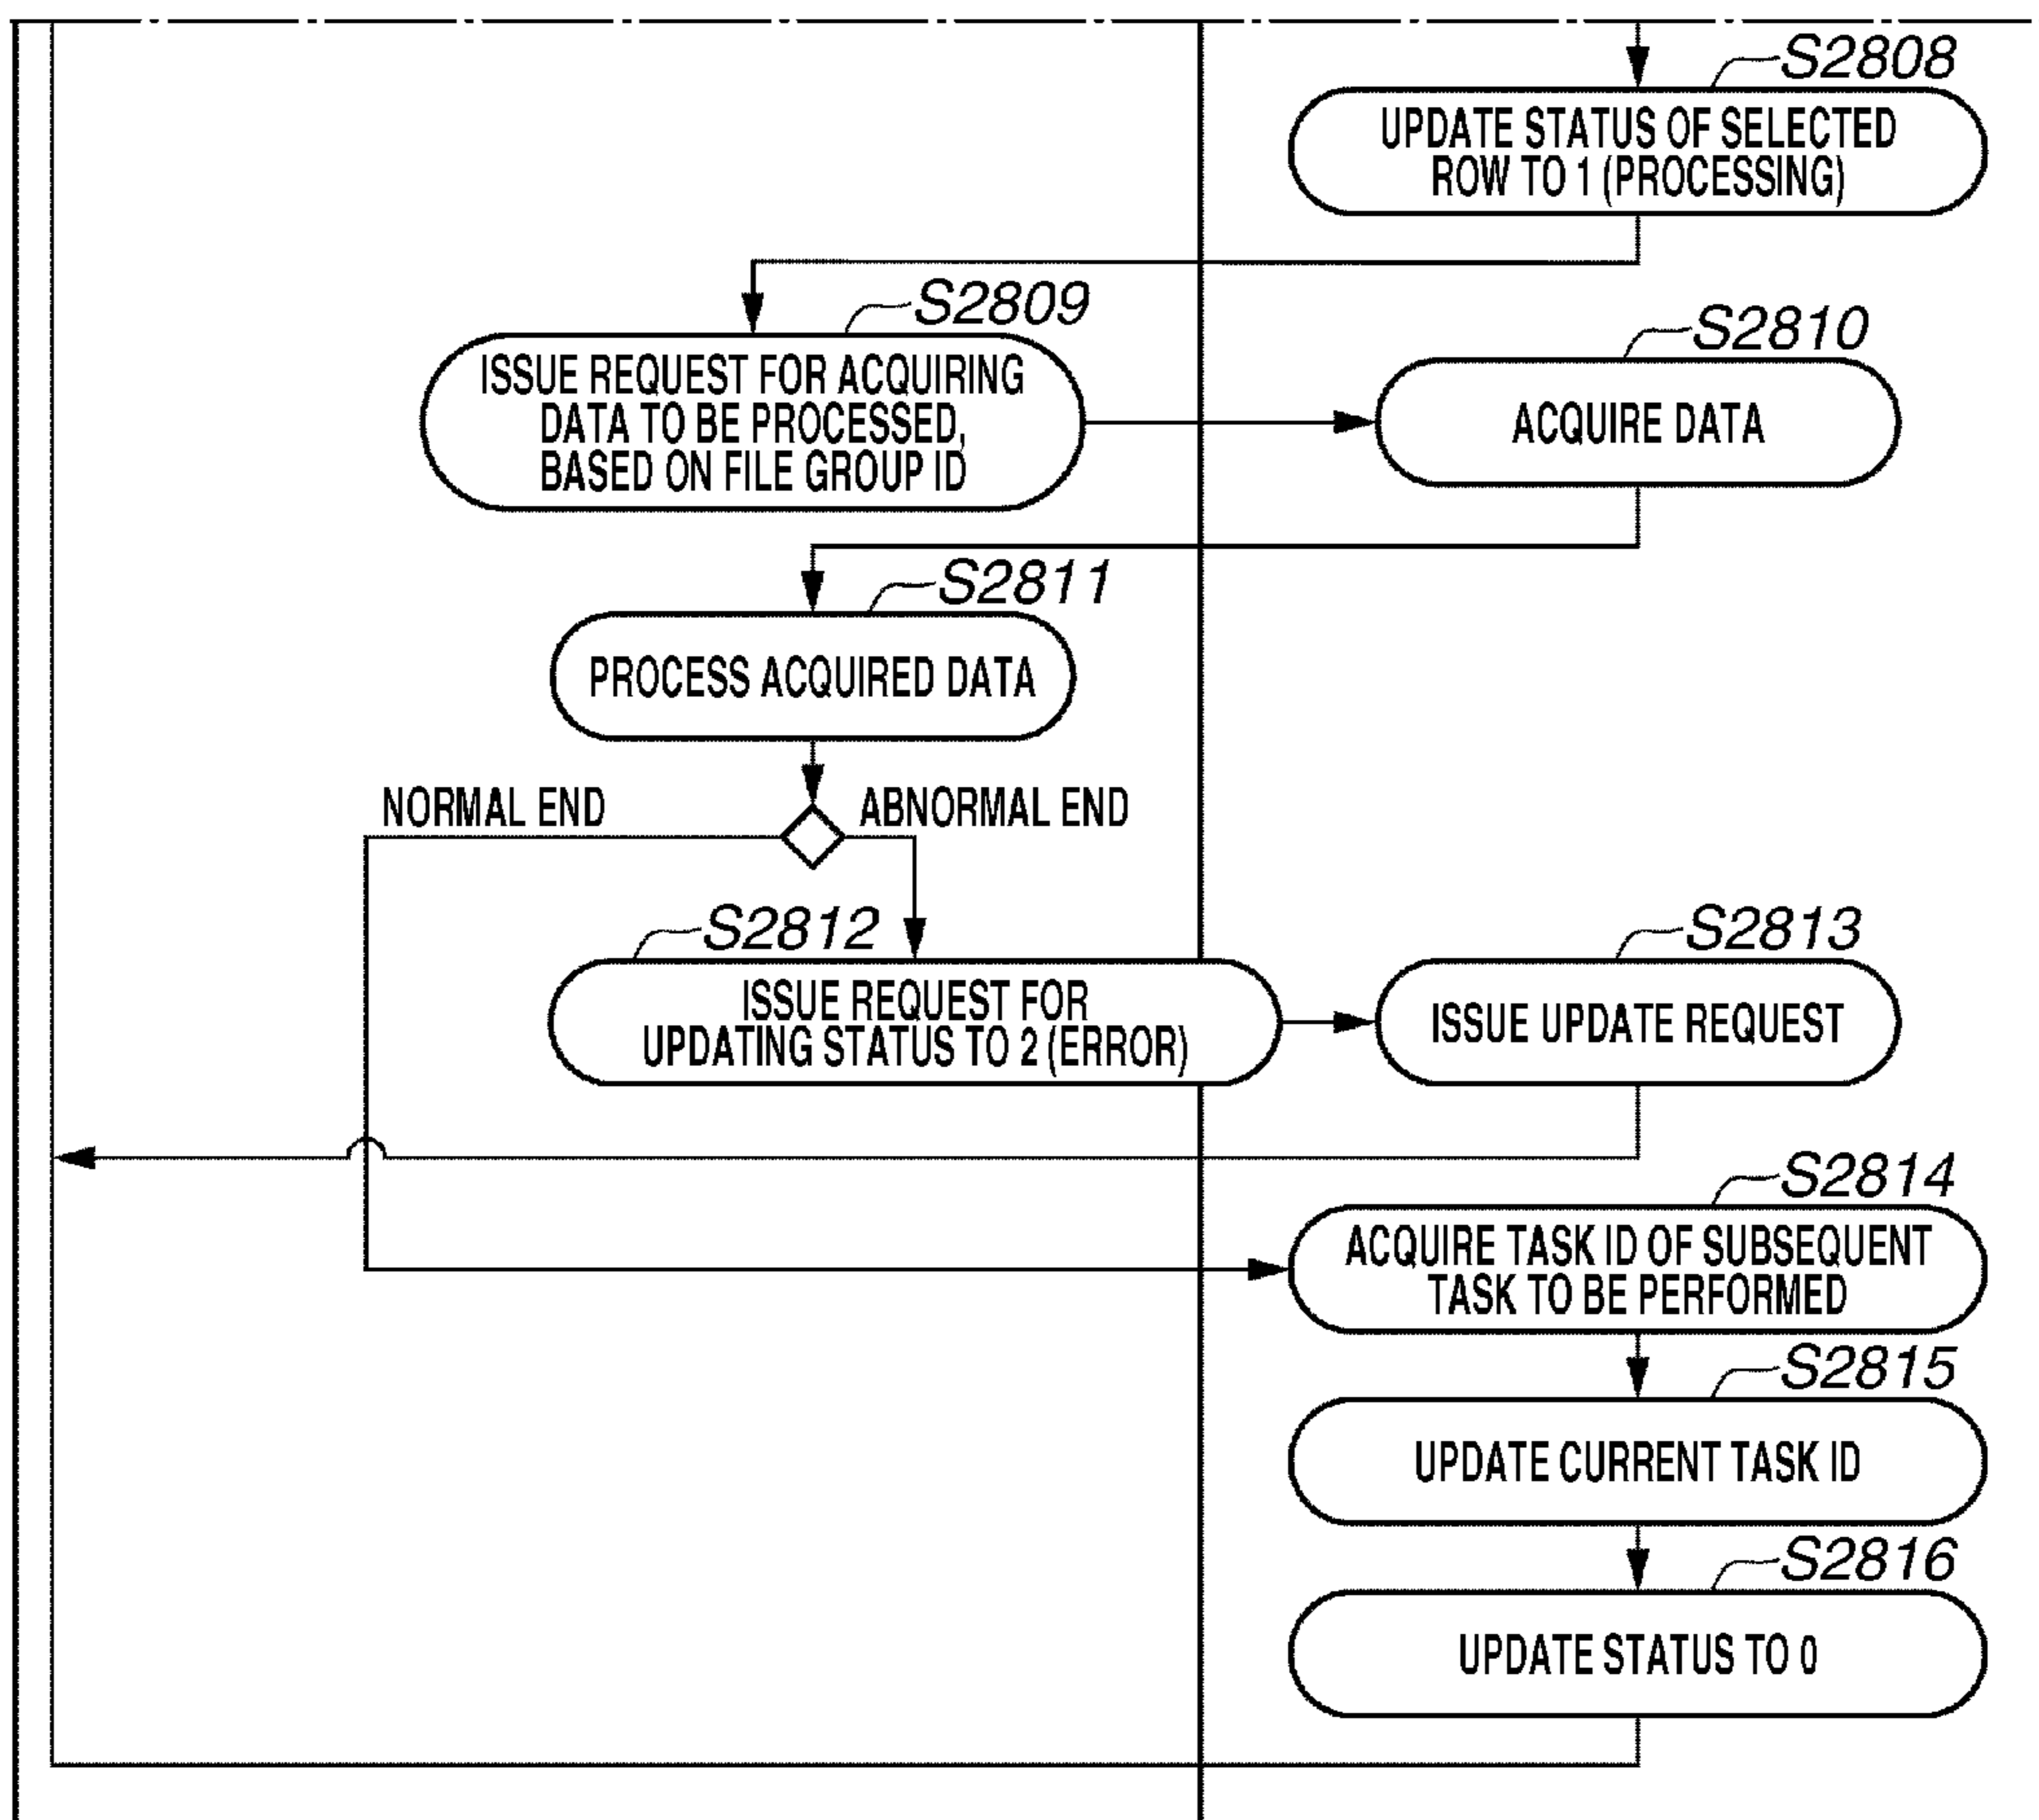 S2808
UPDATE STATUS OF SELECTED
ROW TO 1 (PROCESSING)
S2809
ISSUE REQUEST FOR ACQUIRING
DATA TO BE PROCESSED,
BASED ON FILE GROUP ID
S2810
ACQUIRE DATA
S2811
PROCESS ACQUIRED DATA
NORMAL END
ABNORMAL END
S2812
ISSUE REQUEST FOR
UPDATING STATUS TO 2 (ERROR)
S2813
ISSUE UPDATE REQUEST
S2814
ACQUIRE TASK ID OF SUBSEQUENT
TASK TO BE PERFORMED
S2815
UPDATE CURRENT TASK ID
S2816
UPDATE STATUS TO 0